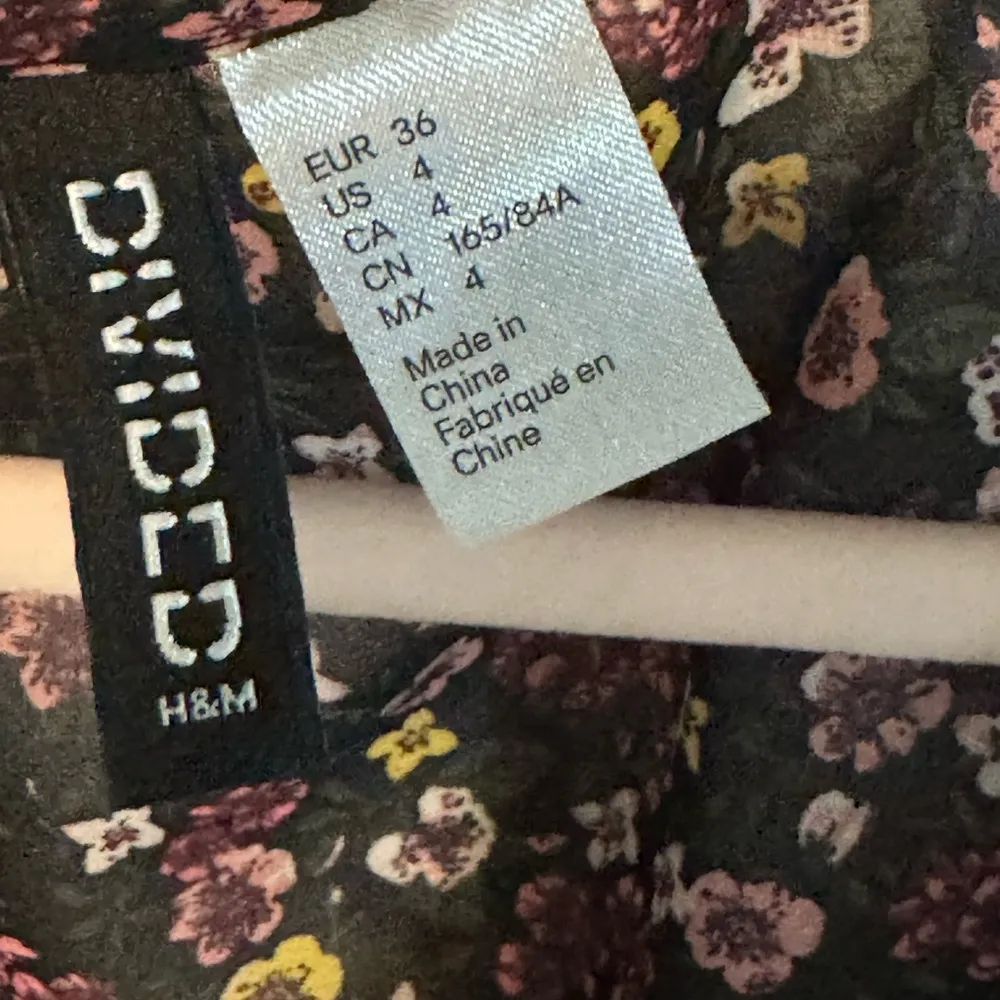 DIVIDED
H&M
EUR 36
US 4
CA 4
CN 165/84A
MX 4
Made in
China
Fabriqué en
Chine